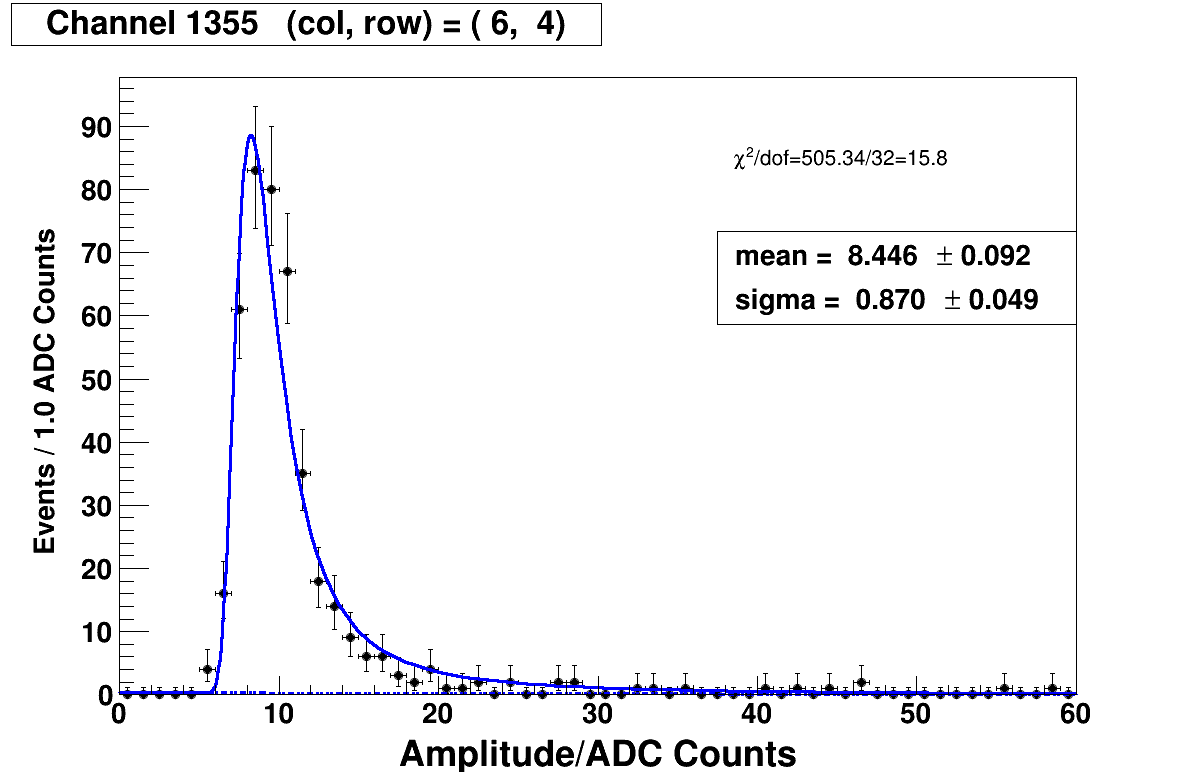 Channel 1355 (col, row) = ( 6, 4)
χ²/dof=505.34/32=15.8
mean = 8.446 ± 0.092
sigma = 0.870 ± 0.049
Events / 1.0 ADC Counts
90
80
70
60
50
40
30
20
10
0
0 10 20 30 40 50 60
Amplitude/ADC Counts